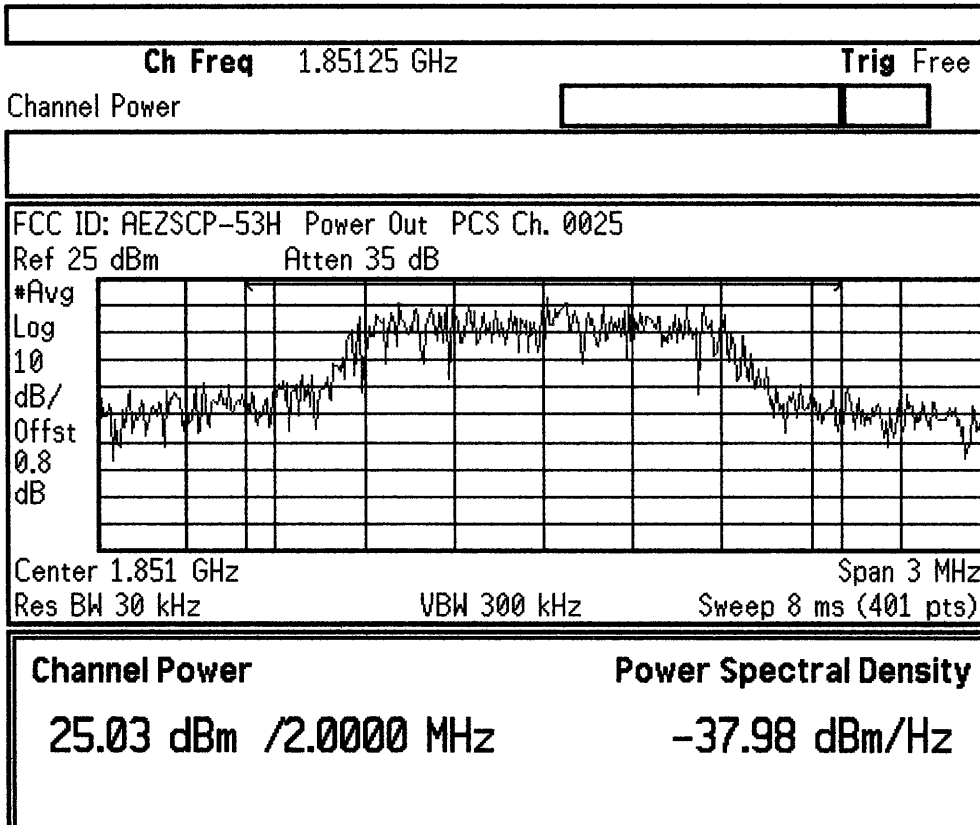 Ch Freq 1.85125 GHz Trig Free
Channel Power
FCC ID: AEZSCP-53H Power Out PCS Ch. 0025
Ref 25 dBm Atten 35 dB
#Avg
Log
10
dB/
Offst
0.8
dB
Center 1.851 GHz Span 3 MHz
Res BW 30 kHz VBW 300 kHz Sweep 8 ms (401 pts)
Channel Power Power Spectral Density
25.03 dBm /2.0000 MHz -37.98 dBm/Hz